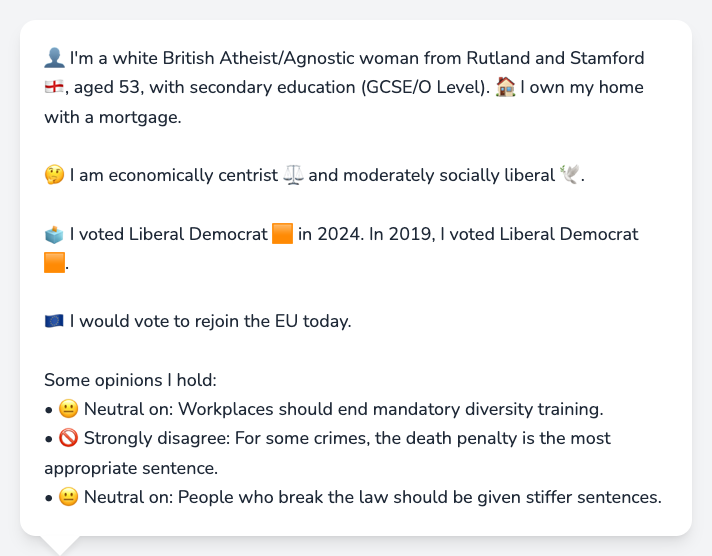 👤 I'm a white British Atheist/Agnostic woman from Rutland and Stamford
🏴󠁧󠁢󠁥󠁮󠁧󠁿, aged 53, with secondary education (GCSE/O Level). 🏠 I own my home
with a mortgage.
🤔 I am economically centrist ⚖️ and moderately socially liberal 🕊️.
🗳️ I voted Liberal Democrat 🟧 in 2024. In 2019, I voted Liberal Democrat
🟧.
🇪🇺 I would vote to rejoin the EU today.
Some opinions I hold:
• 😐 Neutral on: Workplaces should end mandatory diversity training.
• 🚫 Strongly disagree: For some crimes, the death penalty is the most
appropriate sentence.
• 😐 Neutral on: People who break the law should be given stiffer sentences.